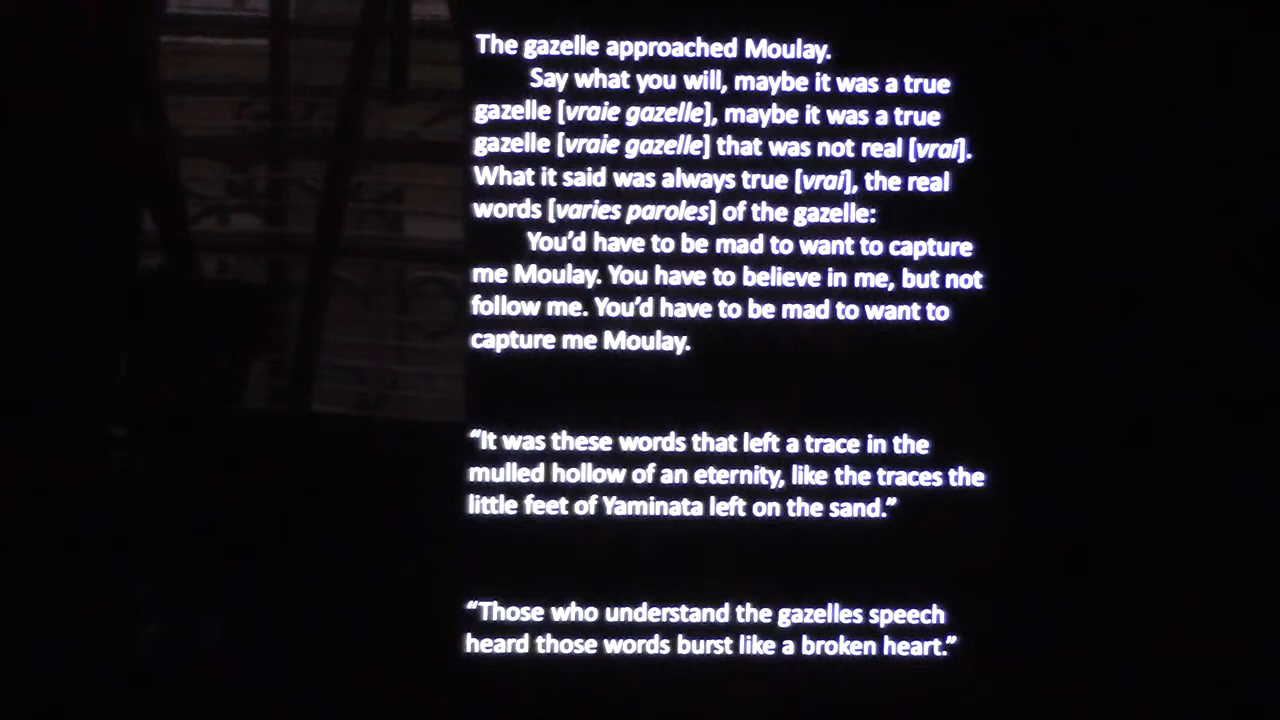 The gazelle approached Moulay.
Say what you will, maybe it was a true
gazelle [vraie gazelle], maybe it was a true
gazelle [vraie gazelle] that was not real [vrai].
What it said was always true [vrai], the real
words [varies paroles] of the gazelle:
You’d have to be mad to want to capture
me Moulay. You have to believe in me, but not
follow me. You’d have to be mad to want to
capture me Moulay.
“It was these words that left a trace in the
mulled hollow of an eternity, like the traces the
little feet of Yaminata left on the sand.”
“Those who understand the gazelles speech
heard those words burst like a broken heart.”